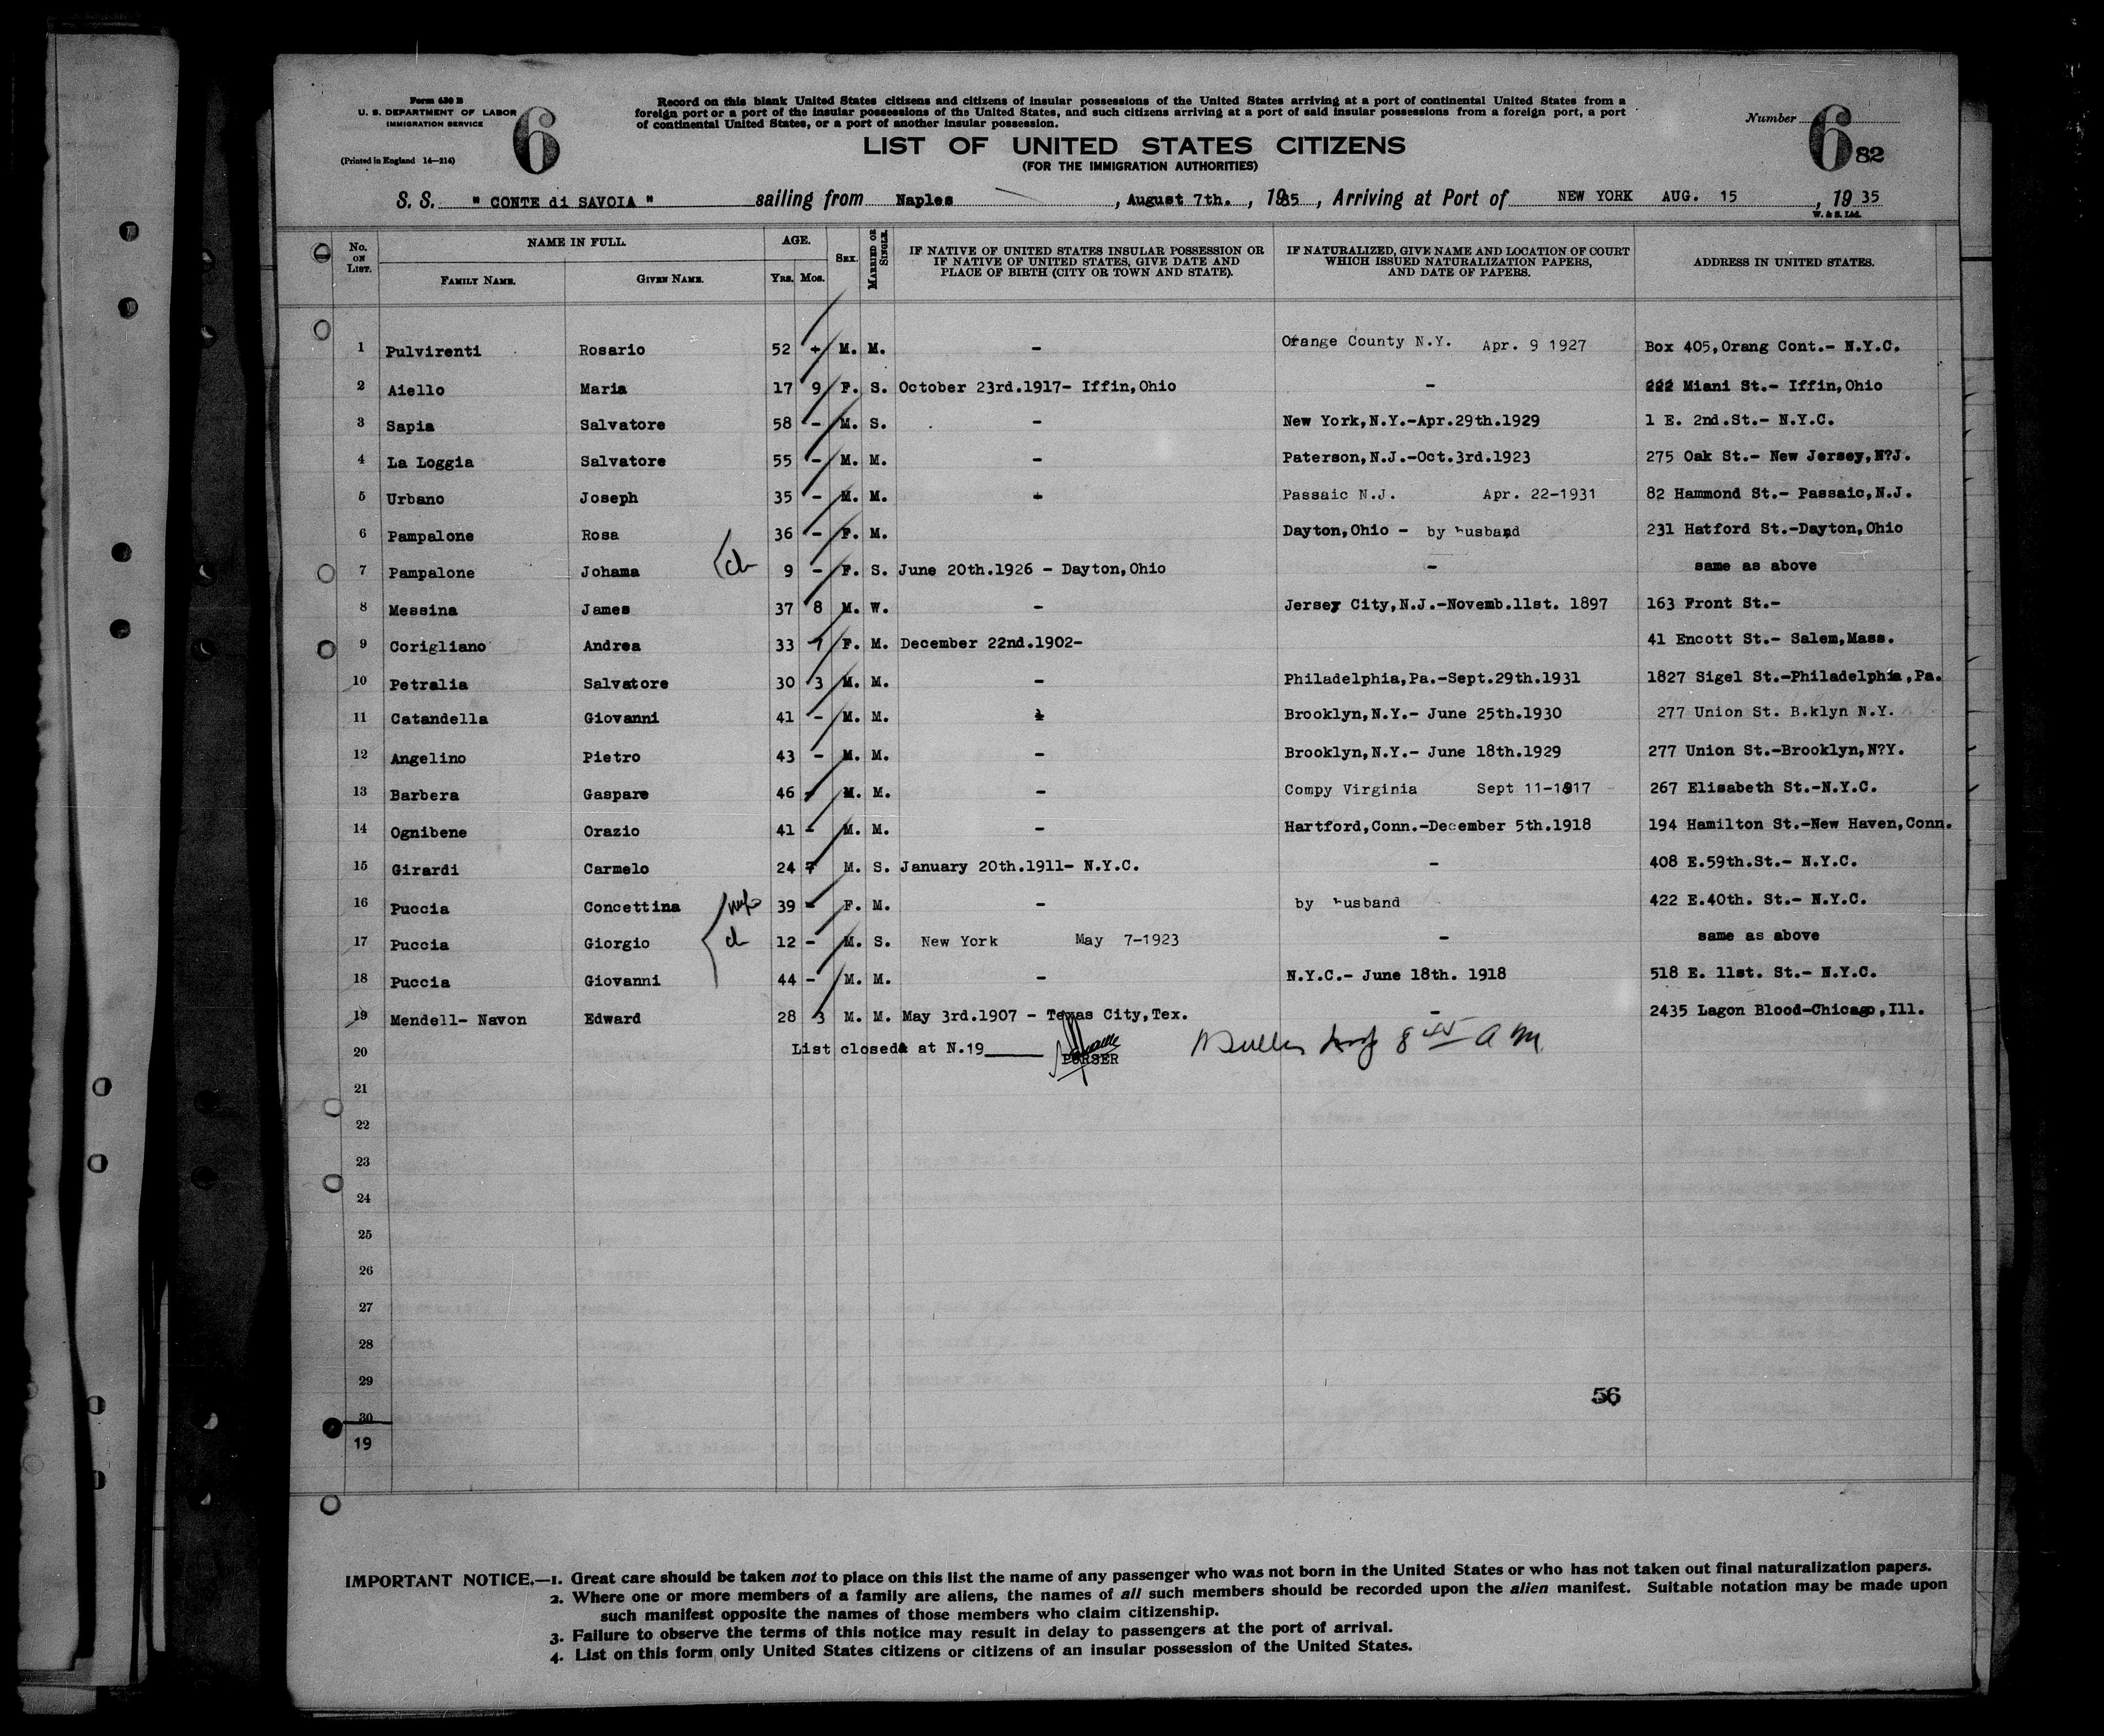 Form 630 B
U. S. DEPARTMENT OF LABOR
IMMIGRATION SERVICE
(Printed in England 14—214)
6
Record on this blank United States citizens and citizens of insular possessions of the United States arriving at a port of continental United States from a
foreign port or a port of the insular possessions of the United States, and such citizens arriving at a port of said insular possessions from a foreign port, a port
of continental United States, or a port of another insular possession.
Number 6 82
LIST OF UNITED STATES CITIZENS
(FOR THE IMMIGRATION AUTHORITIES)
S. S. " CONTE di SAVOIA " sailing from Naples , August 7th. , 1935 , Arriving at Port of NEW YORK AUG. 15 , 19 35
W. & S. Ltd.
No. ON LIST. NAME IN FULL. FAMILY NAME. GIVEN NAME. AGE. YRS. MOS. SEX. MARRIED OR SINGLE. IF NATIVE OF UNITED STATES INSULAR POSSESSION OR IF NATIVE OF UNITED STATES, GIVE DATE AND PLACE OF BIRTH (CITY OR TOWN AND STATE). IF NATURALIZED, GIVE NAME AND LOCATION OF COURT WHICH ISSUED NATURALIZATION PAPERS, AND DATE OF PAPERS. ADDRESS IN UNITED STATES.
1 Pulvirenti Rosario 52 - M. M. - Orange County N.Y. Apr. 9 1927 Box 405,Orang Cont.- N.Y.C.
2 Aiello Maria 17 9 F. S. October 23rd.1917- Iffin,Ohio - 222 Miani St.- Iffin,Ohio
3 Sapia Salvatore 58 - M. S. - New York,N.Y.-Apr.29th.1929 1 E. 2nd.St.- N.Y.C.
4 La Loggia Salvatore 55 - M. M. - Paterson,N.J.-Oct.3rd.1923 275 Oak St.- New Jersey,N?J.
5 Urbano Joseph 35 - M. M. - Passaic N.J. Apr. 22-1931 82 Hammond St.- Passaic,N.J.
6 Pampalone Rosa 36 - F. M. Dayton,Ohio - by husband 231 Hatford St.-Dayton,Ohio
7 Pampalone Johama ch 9 - F. S. June 20th.1926 - Dayton,Ohio - same as above
8 Messina James 37 8 M. W. - Jersey City,N.J.-Novemb.11st. 1897 163 Front St.-
9 Corigliano Andrea 33 7 F. M. December 22nd.1902- 41 Encott St.- Salem,Mass.
10 Petralia Salvatore 30 3 M. M. - Philadelphia,Pa.-Sept.29th.1931 1827 Sigel St.-Philadelphia,Pa.
11 Catandella Giovanni 41 - M. M. - Brooklyn,N.Y.- June 25th.1930 277 Union St. B.klyn N.Y.
12 Angelino Pietro 43 - M. M. - Brooklyn,N.Y.- June 18th.1929 277 Union St.-Brooklyn,N?Y.
13 Barbera Gaspare 46 - M. M. - Compy Virginia Sept 11-1917 267 Elisabeth St.-N.Y.C.
14 Ognibene Orazio 41 - M. M. - Hartford,Conn.-December 5th.1918 194 Hamilton St.-New Haven,Conn.
15 Girardi Carmelo 24 7 M. S. January 20th.1911- N.Y.C. - 408 E.59th.St.- N.Y.C.
16 Puccia Concettina wife 39 - F. M. - by husband 422 E.40th. St.- N.Y.C.
17 Puccia Giorgio ch 12 - M. S. New York May 7-1923 - same as above
18 Puccia Giovanni 44 - M. M. - N.Y.C.- June 18th. 1918 518 E. 11st. St.- N.Y.C.
19 Mendell- Navon Edward 28 3 M. M. May 3rd.1907 - Texas City,Tex. - 2435 Lagon Blood-Chicago,Ill.
20 List closed at N.19 PURSER 8 45 A M
21
22
23
24
25
26
27
28
29
56
30
19
IMPORTANT NOTICE.—1. Great care should be taken not to place on this list the name of any passenger who was not born in the United States or who has not taken out final naturalization papers.
2. Where one or more members of a family are aliens, the names of all such members should be recorded upon the alien manifest. Suitable notation may be made upon
such manifest opposite the names of those members who claim citizenship.
3. Failure to observe the terms of this notice may result in delay to passengers at the port of arrival.
4. List on this form only United States citizens or citizens of an insular possession of the United States.